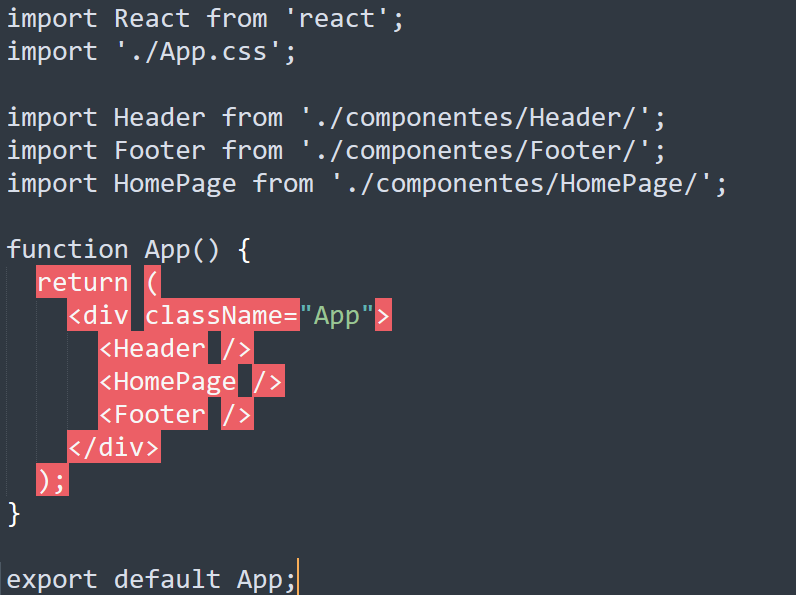 import React from 'react';
import './App.css';
import Header from './componentes/Header/';
import Footer from './componentes/Footer/';
import HomePage from './componentes/HomePage/';
function App() {
return (
<div className="App">
<Header />
<HomePage />
<Footer />
</div>
);
}
export default App;